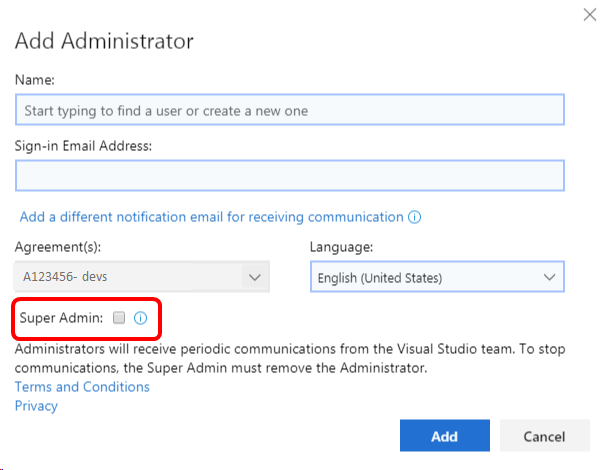 Add Administrator
Name:
Start typing to find a user or create a new one
Sign-in Email Address:
Add a different notification email for receiving communication
Agreement(s):
Language:
A123456- devs
English (United States)
Super Admin:
Administrators will receive periodic communications from the Visual Studio team. To stop
communications, the Super Admin must remove the Administrator.
Terms and Conditions
Privacy
Add
Cancel